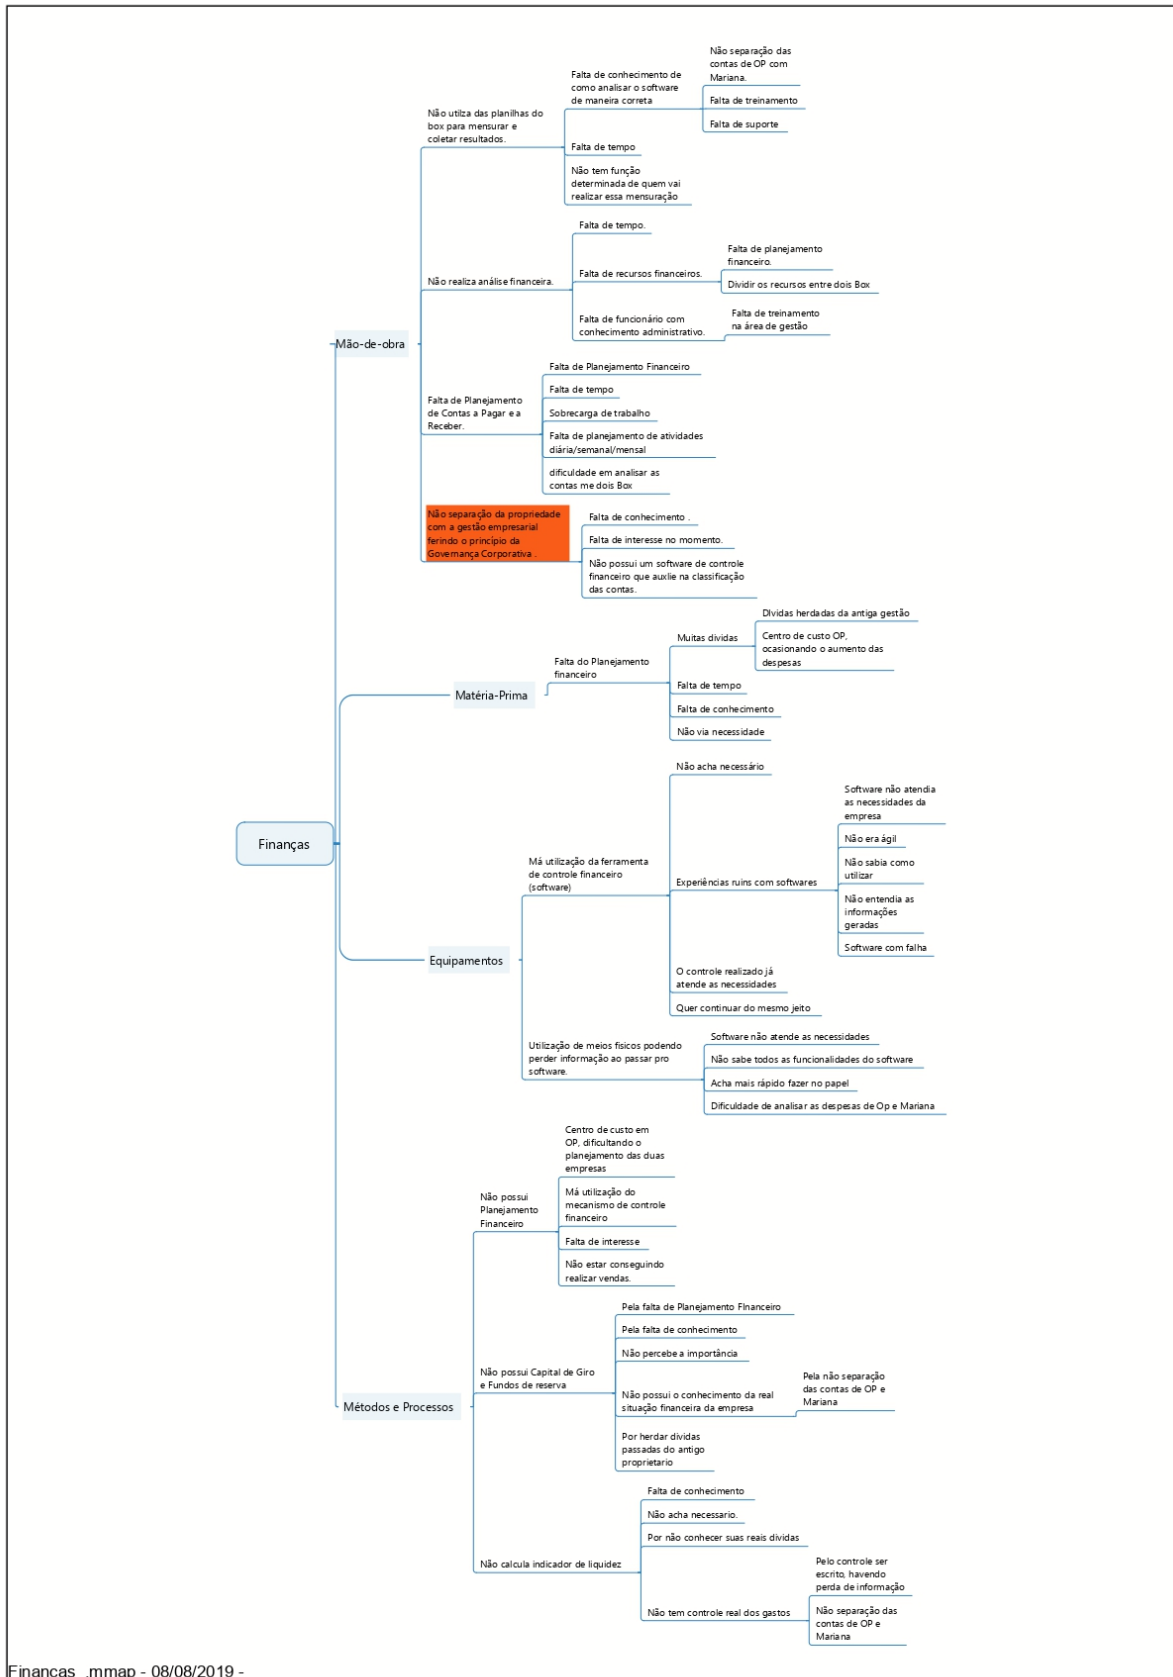 Não separação das
contas de OP com
Mariana.
Falta de conhecimento de
como analisar o software
de maneira correta
Falta de treinamento
Falta de suporte
Não utilza das planilhas do
box para mensurar e
coletar resultados.
Falta de tempo
Não tem função
determinada de quem vai
realizar essa mensuração
Falta de tempo.
Falta de planejamento
financeiro.
Falta de recursos financeiros.
Dividir os recursos entre dois Box
Não realiza análise financeira.
Falta de funcionário com
conhecimento administrativo.
Falta de treinamento
na área de gestão
Mão-de-obra
Falta de Planejamento Financeiro
Falta de tempo
Falta de Planejamento
de Contas a Pagar e a
Receber.
Sobrecarga de trabalho
Falta de planejamento de atividades
diária/semanal/mensal
dificuldade em analisar as
contas me dois Box
Não separação da propriedade
com a gestão empresarial
ferindo o princípio da
Governança Corporativa .
Falta de conhecimento .
Falta de interesse no momento.
Não possui um software de controle
financeiro que auxlie na classificação
das contas.
DIvidas herdadas da antiga gestão
Muitas dividas
Centro de custo OP,
ocasionando o aumento das
despesas
Falta do Planejamento
financeiro
Matéria-Prima
Falta de tempo
Falta de conhecimento
Não via necessidade
Não acha necessário
Software não atendia
as necessidades da
empresa
Não era ágil
Má utilização da ferramenta
de controle financeiro
(software)
Experiências ruins com softwares
Não sabia como
utilizar
Não entendia as
informações
geradas
Software com falha
Finanças
Equipamentos
O controle realizado já
atende as necessidades
Quer continuar do mesmo jeito
Utilização de meios fisicos podendo
perder informação ao passar pro
software.
Software não atende as necessidades
Não sabe todos as funcionalidades do software
Acha mais rápido fazer no papel
Dificuldade de analisar as despesas de Op e Mariana
Centro de custo em
OP, dificultando o
planejamento das duas
empresas
Não possui
Planejamento
Financeiro
Má utilização do
mecanismo de controle
financeiro
Falta de interesse
Não estar conseguindo
realizar vendas.
Pela falta de Planejamento FInanceiro
Pela falta de conhecimento
Não percebe a importância
Não possui Capital de Giro
e Fundos de reserva
Não possui o conhecimento da real
situação financeira da empresa
Pela não separação
das contas de OP e
Mariana
Métodos e Processos
Por herdar dividas
passadas do antigo
proprietario
Falta de conhecimento
Não acha necessario.
Por não conhecer suas reais dividas
Não calcula indicador de liquidez
Pelo controle ser
escrito, havendo
perda de informação
Não tem controle real dos gastos
Não separação das
contas de OP e
Mariana
Finanças .mmap - 08/08/2019 -